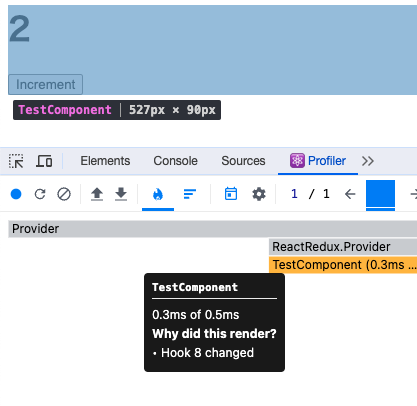 2
Increment
TestComponent | 527px × 90px
Elements Console Sources Profiler
1 / 1
Provider
ReactRedux.Provider
TestComponent (0.3ms ...
TestComponent
0.3ms of 0.5ms
Why did this render?
• Hook 8 changed